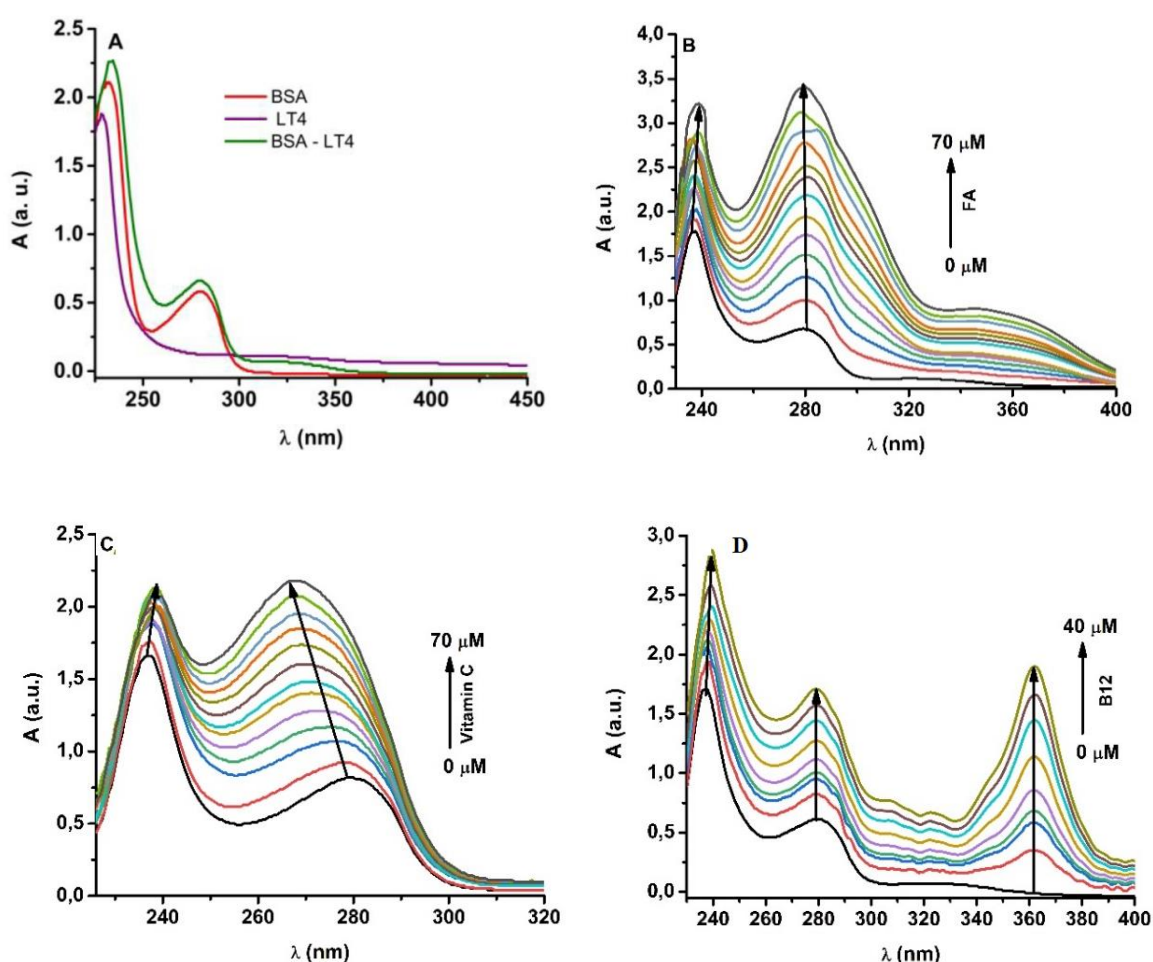 A
2.5
2.0
1.5
1.0
0.5
0.0
A (a. u.)
250 300 350 400 450
λ (nm)
BSA
LT4
BSA - LT4
B
4,0
3,5
3,0
2,5
2,0
1,5
1,0
0,5
0,0
A (a.u.)
240 280 320 360 400
λ (nm)
70 μM
FA
0 μM
C
2,5
2,0
1,5
1,0
0,5
0,0
A (a.u.)
240 260 280 300 320
λ (nm)
70 μM
Vitamin C
0 μM
D
3,0
2,5
2,0
1,5
1,0
0,5
0,0
A (a.u.)
240 260 280 300 320 340 360 380 400
λ (nm)
40 μM
B12
0 μM